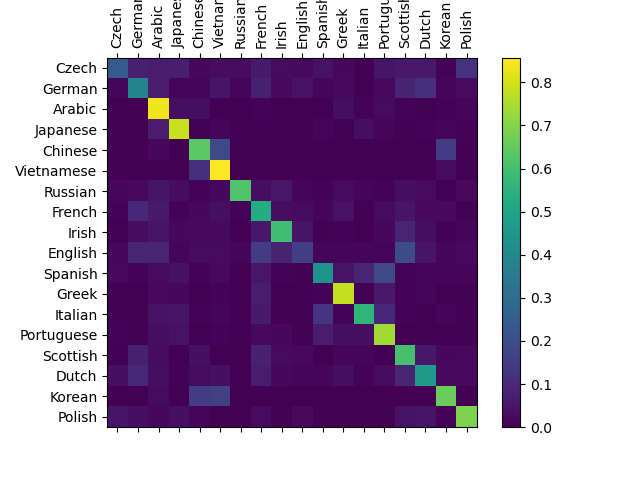 Czech
German
Arabic
Japanes
Chinese
Vietnam
Russian
French
Irish
English
Spanish
Greek
Italian
Portugu
Scottish
Dutch
Korean
Polish
Czech
German
Arabic
Japanese
Chinese
Vietnamese
Russian
French
Irish
English
Spanish
Greek
Italian
Portuguese
Scottish
Dutch
Korean
Polish
0.8
0.7
0.6
0.5
0.4
0.3
0.2
0.1
0.0